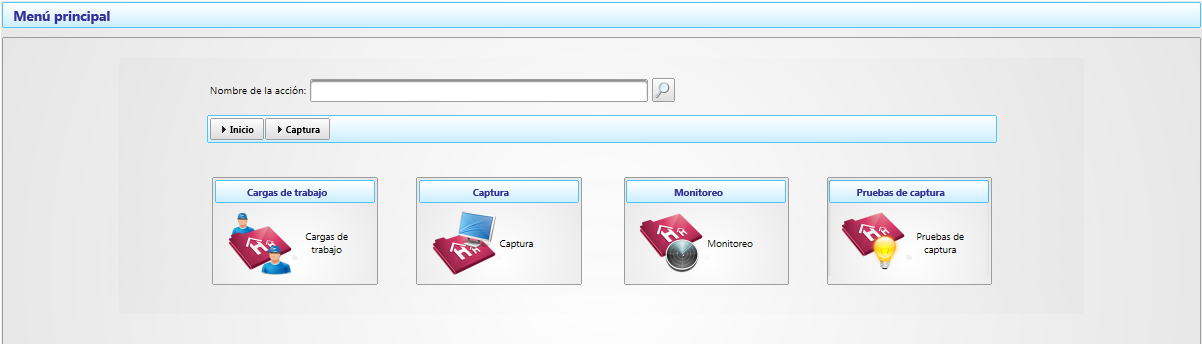 Menú principal
Nombre de la acción:
Inicio
Captura
Cargas de trabajo
Cargas de
trabajo
Captura
Captura
Monitoreo
Monitoreo
Pruebas de captura
Pruebas de
captura